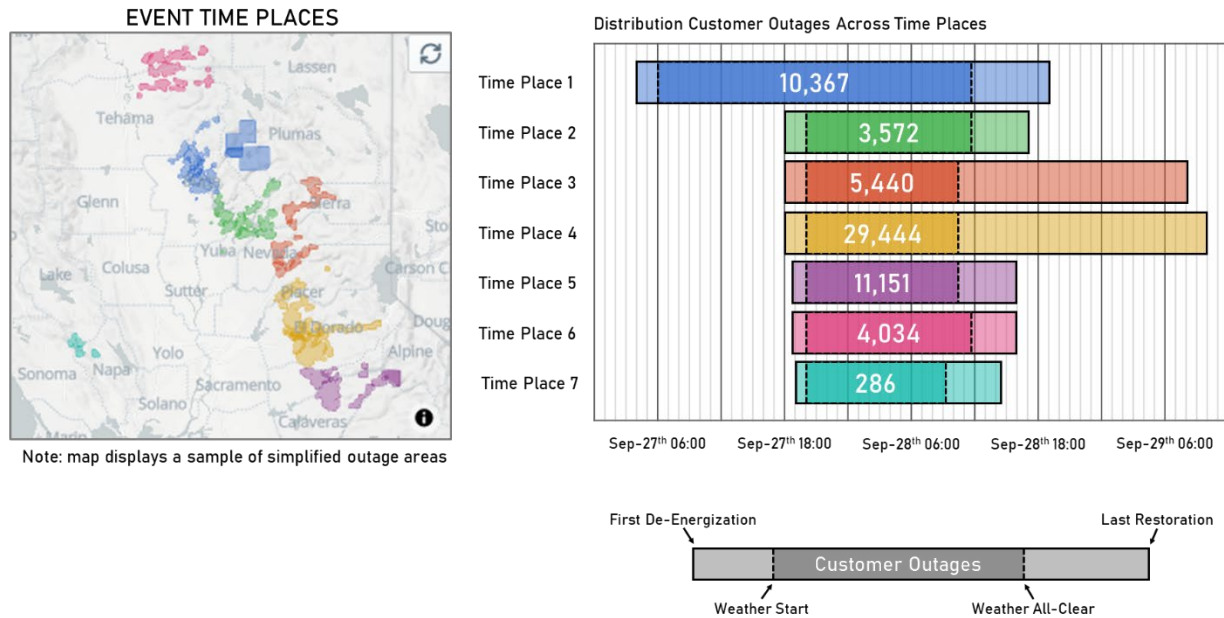 EVENT TIME PLACES
Lassen
Tehama
Plumas
Glenn
Sierra
Yuba
Nevada
Lake
Colusa
Sutter
Placer
Carson
El Dorado
Yolo
Alpine
Sonoma
Napa
Sacramento
Solano
Calaveras
Marin
Note: map displays a sample of simplified outage areas
Distribution Customer Outages Across Time Places
Time Place 1
10,367
Time Place 2
3,572
Time Place 3
5,440
Time Place 4
29,444
Time Place 5
11,151
Time Place 6
4,034
Time Place 7
286
Sep-27th 06:00
Sep-27th 18:00
Sep-28th 06:00
Sep-28th 18:00
Sep-29th 06:00
First De-Energization
Last Restoration
Customer Outages
Weather Start
Weather All-Clear